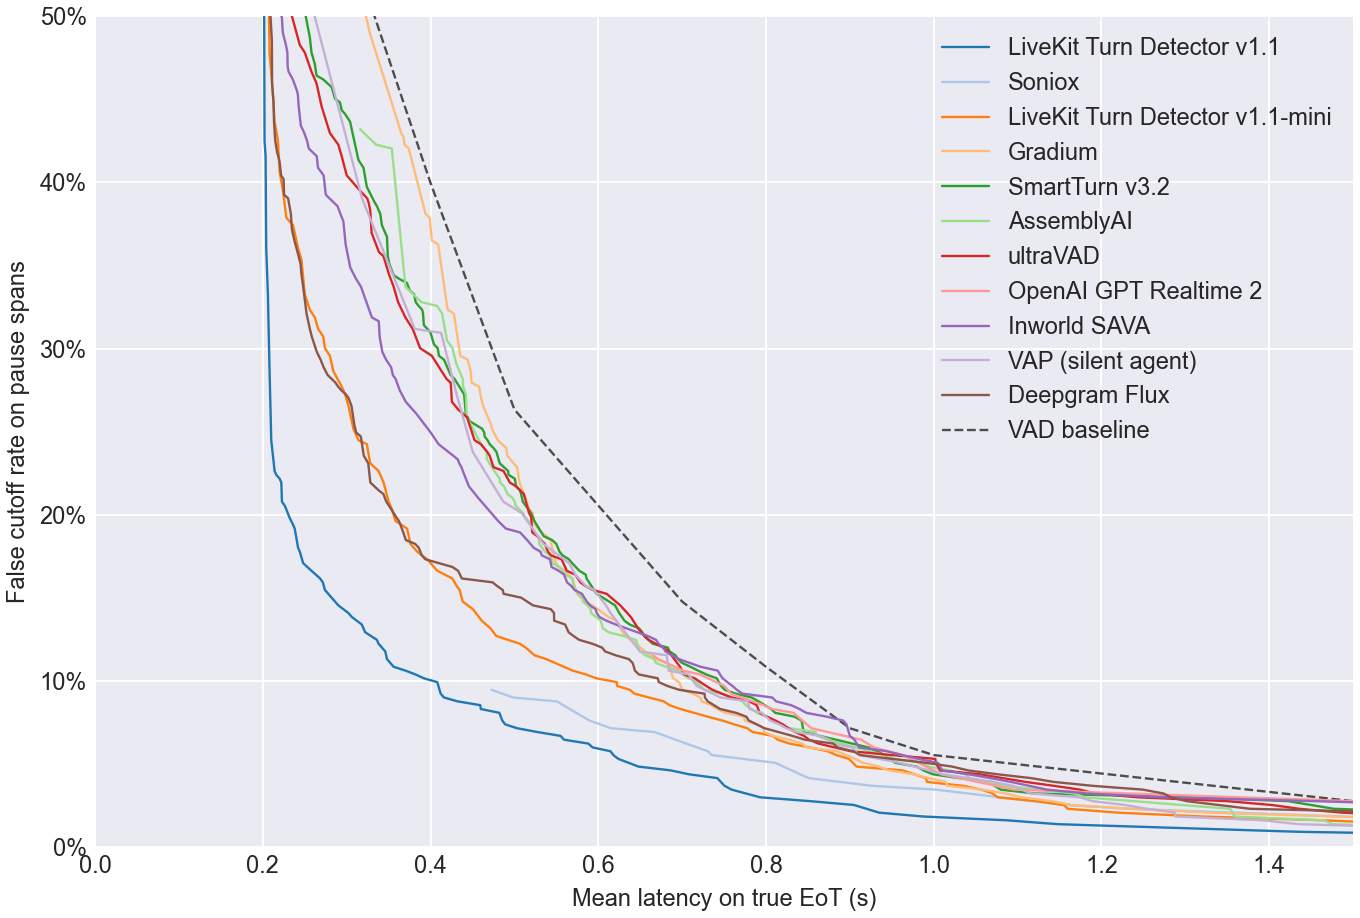 50%
40%
30%
20%
10%
0%
False cutoff rate on pause spans
LiveKit Turn Detector v1.1
Soniox
LiveKit Turn Detector v1.1-mini
Gradium
SmartTurn v3.2
AssemblyAI
ultraVAD
OpenAI GPT Realtime 2
Inworld SAVA
VAP (silent agent)
Deepgram Flux
VAD baseline
0.0 0.2 0.4 0.6 0.8 1.0 1.2 1.4
Mean latency on true EoT (s)